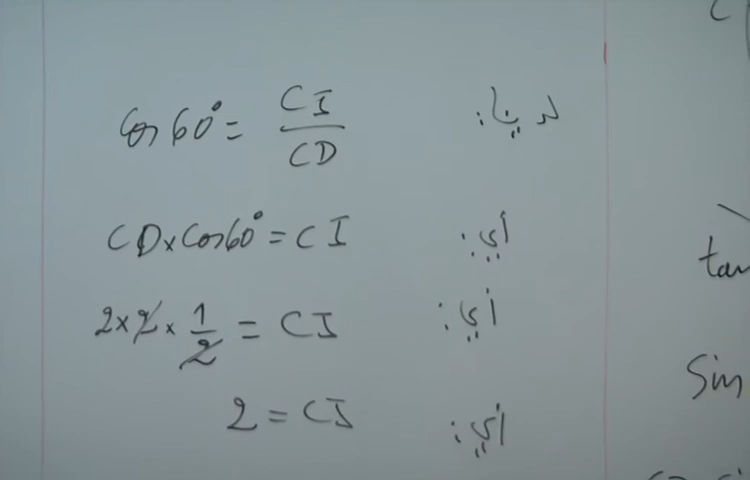 لدينا: Cos 60° = CI / CD
أي: CD × Cos 60° = CI
أي: 2 × 2 × 1/2 = CI
أي: 2 = CI
tan
Sin